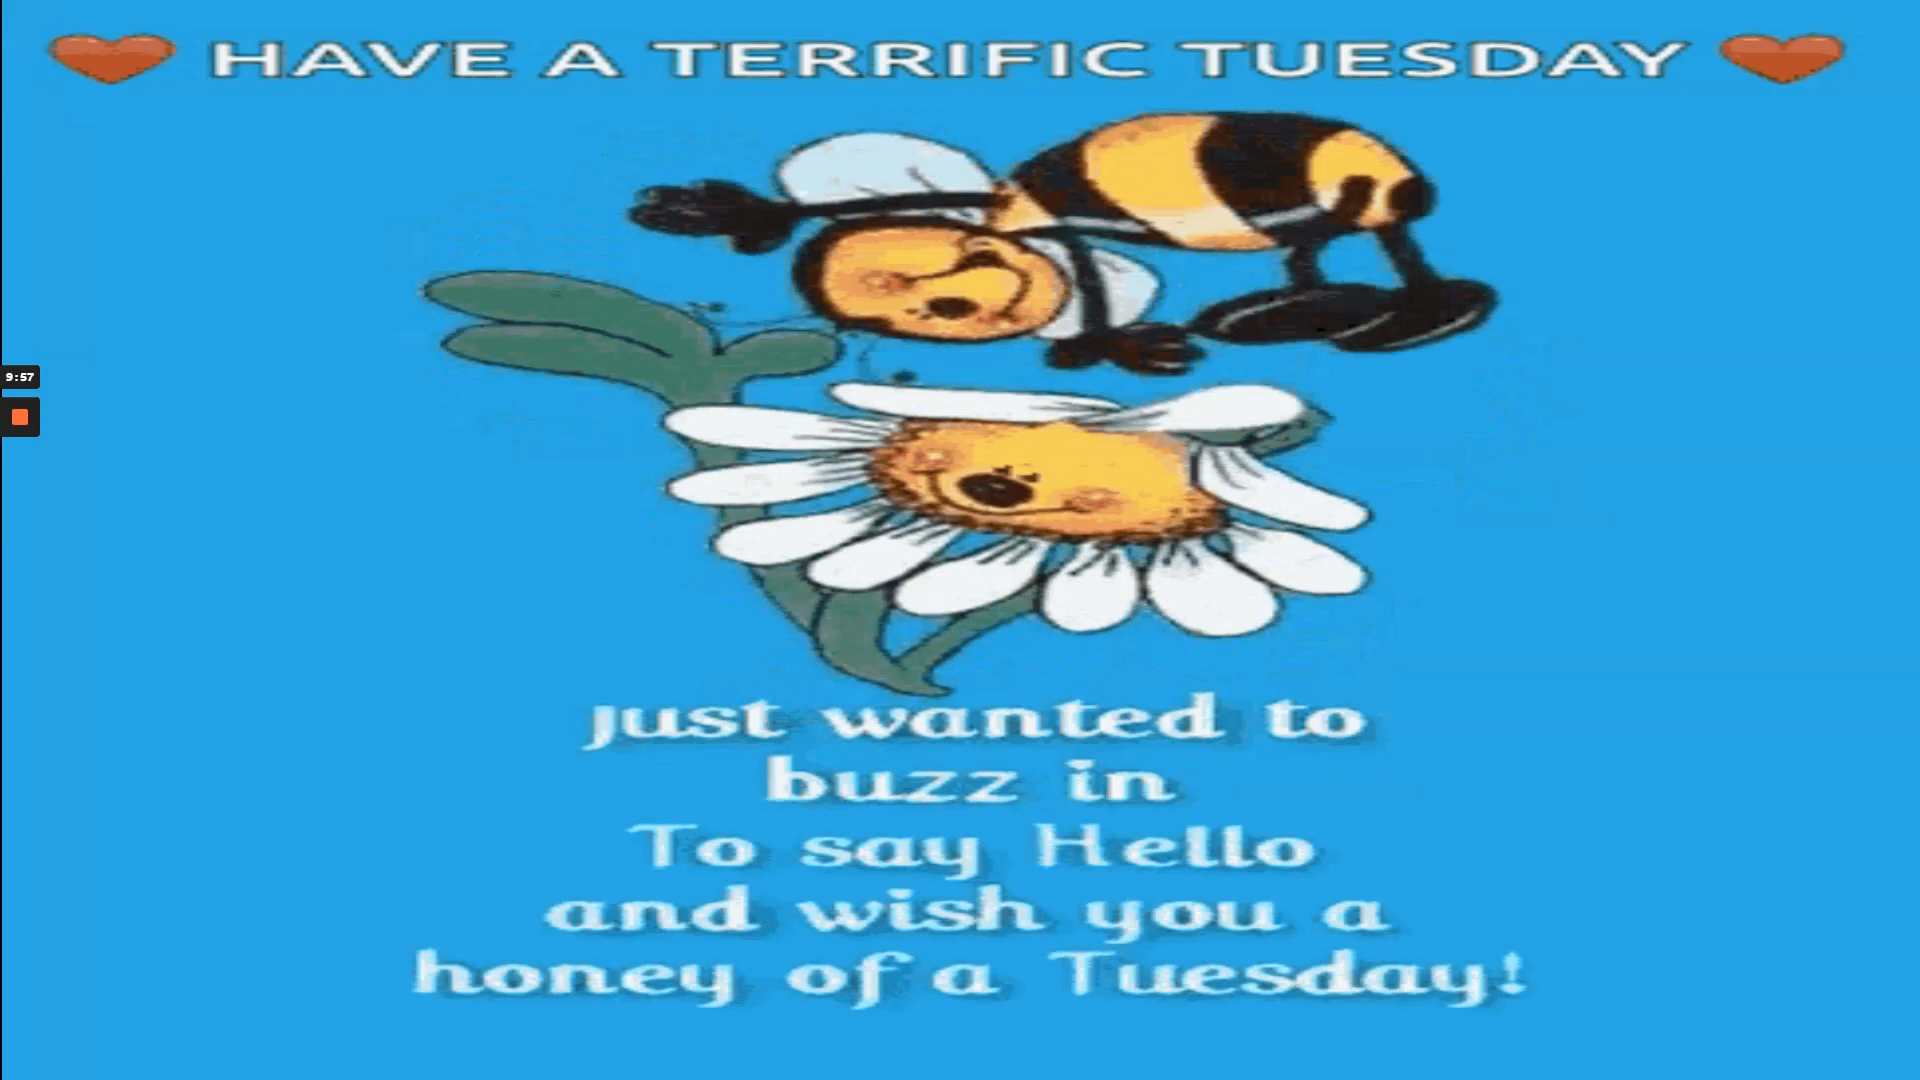 HAVE A TERRIFIC TUESDAY
9:57
just wanted to
buzz in
To say Hello
and wish you a
honey of a Tuesday!